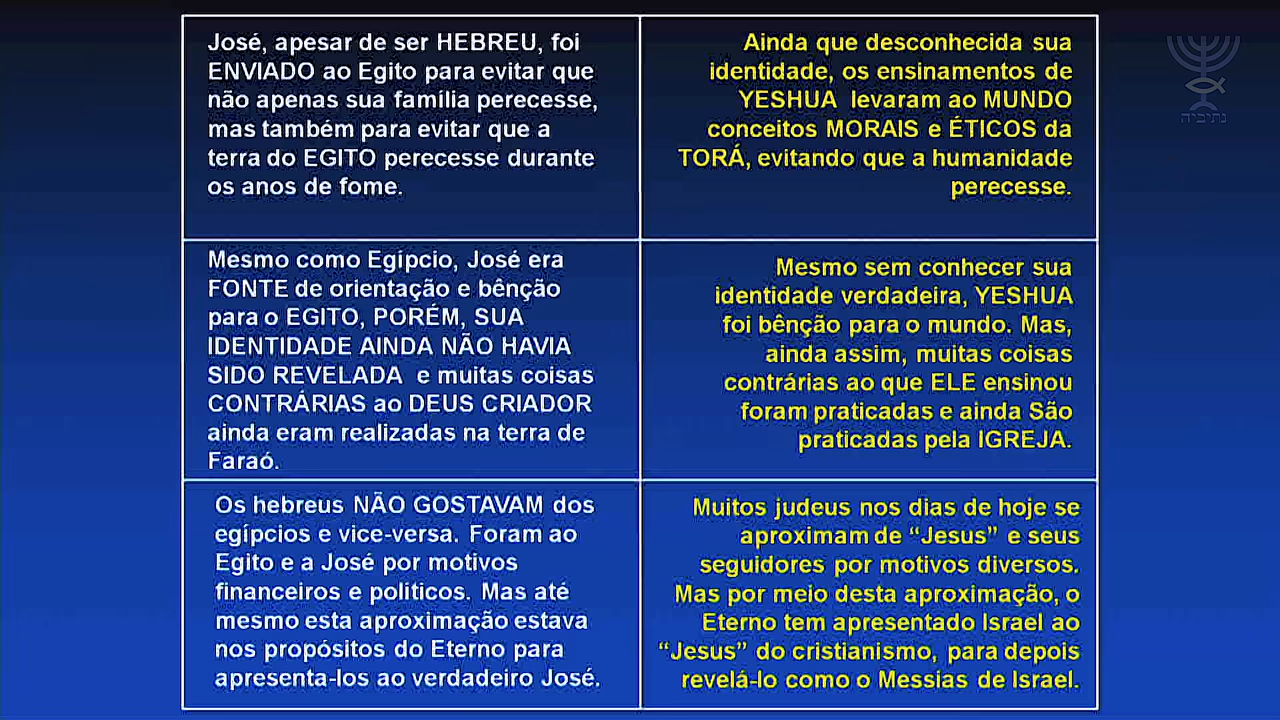 José, apesar de ser HEBREU, foi
ENVIADO ao Egito para evitar que
não apenas sua família perecesse,
mas também para evitar que a
terra do EGITO perecesse durante
os anos de fome.
Ainda que desconhecida sua
identidade, os ensinamentos de
YESHUA levaram ao MUNDO
conceitos MORAIS e ÉTICOS da
TORÁ, evitando que a humanidade
perecesse.
נתיביה
Mesmo como Egípcio, José era
FONTE de orientação e bênção
para o EGITO, PORÉM, SUA
IDENTIDADE AINDA NÃO HAVIA
SIDO REVELADA e muitas coisas
CONTRÁRIAS ao DEUS CRIADOR
ainda eram realizadas na terra de
Faraó.
Mesmo sem conhecer sua
identidade verdadeira, YESHUA
foi bênção para o mundo. Mas,
ainda assim, muitas coisas
contrárias ao que ELE ensinou
foram praticadas e ainda São
praticadas pela IGREJA.
Os hebreus NÃO GOSTAVAM dos
egípcios e vice-versa. Foram ao
Egito e a José por motivos
financeiros e políticos. Mas até
mesmo esta aproximação estava
nos propósitos do Eterno para
apresenta-los ao verdadeiro José.
Muitos judeus nos dias de hoje se
aproximam de “Jesus” e seus
seguidores por motivos diversos.
Mas por meio desta aproximação, o
Eterno tem apresentado Israel ao
“Jesus” do cristianismo, para depois
revelá-lo como o Messias de Israel.